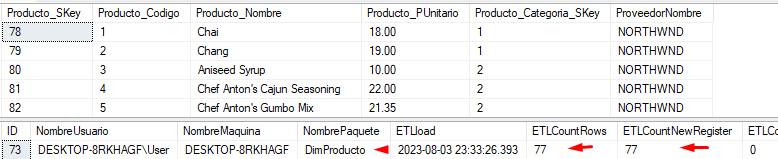 Producto_SKey Producto_Codigo Producto_Nombre Producto_PUnitario Producto_Categoria_SKey ProveedorNombre
78 1 Chai 18.00 1 NORTHWND
79 2 Chang 19.00 1 NORTHWND
80 3 Aniseed Syrup 10.00 2 NORTHWND
81 4 Chef Anton's Cajun Seasoning 22.00 2 NORTHWND
82 5 Chef Anton's Gumbo Mix 21.35 2 NORTHWND
ID NombreUsuario NombreMaquina NombrePaquete ETLload ETLCountRows ETLCountNewRegister ETLCo
73 DESKTOP-8RKHAGF\User DESKTOP-8RKHAGF DimProducto 2023-08-03 23:33:26.393 77 77 0